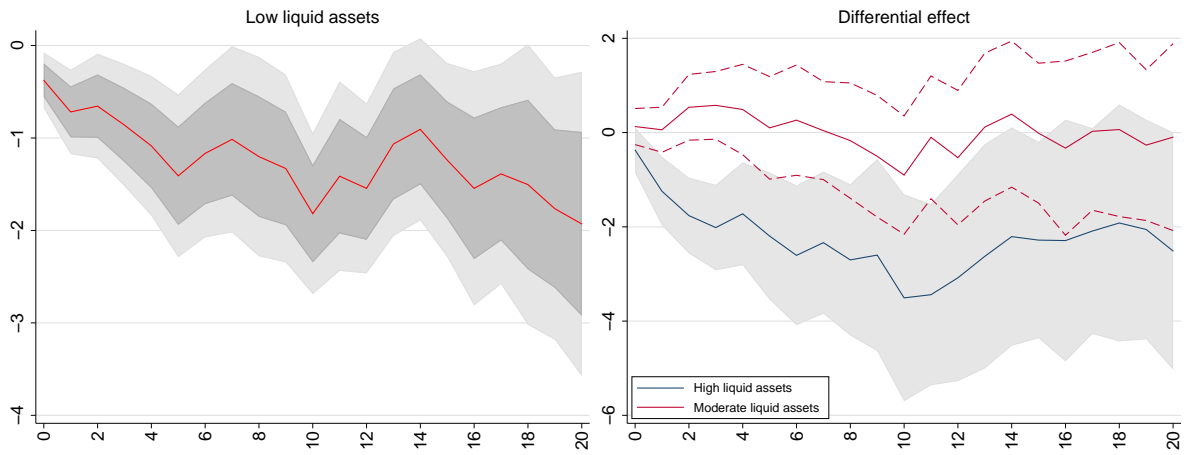 Low liquid assets
0
−1
−2
−3
−4
0 2 4 6 8 10 12 14 16 18 20
Differential effect
2
0
−2
−4
−6
High liquid assets
Moderate liquid assets
0 2 4 6 8 10 12 14 16 18 20